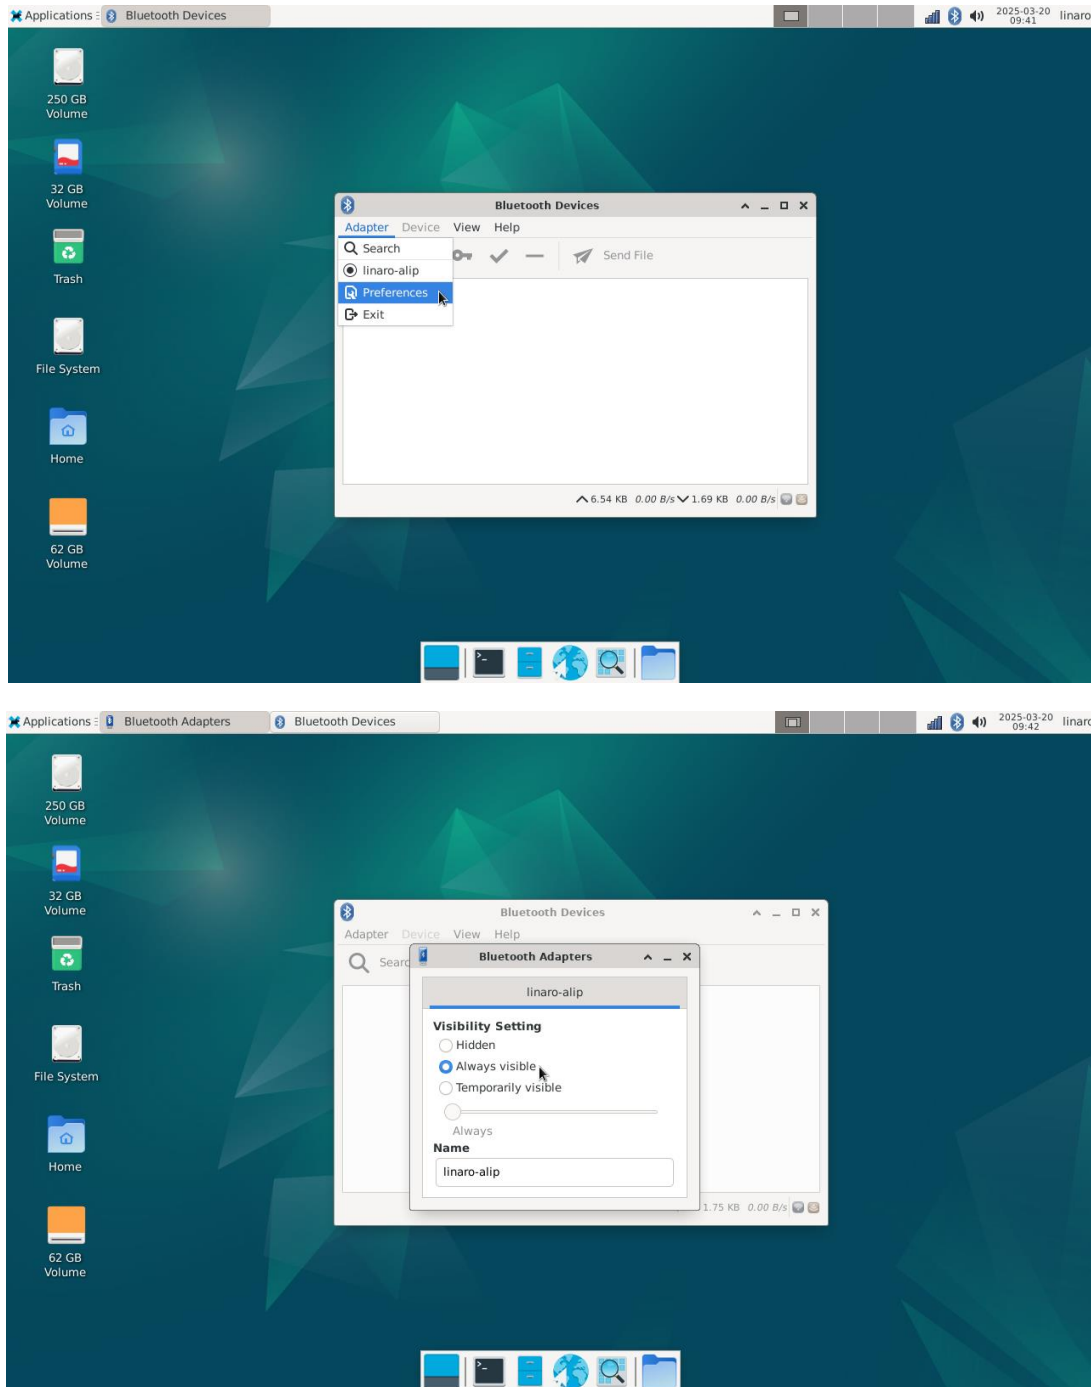 Applications
Bluetooth Devices
2025-03-20
09:41
linaro
250 GB
Volume
32 GB
Volume
Trash
File System
Home
62 GB
Volume
Bluetooth Devices
Adapter Device View Help
Search
linaro-alip
Preferences
Exit
Send File
6.54 KB 0.00 B/s 1.69 KB 0.00 B/s
Applications
Bluetooth Adapters
Bluetooth Devices
2025-03-20
09:42
linaro
250 GB
Volume
32 GB
Volume
Trash
File System
Home
62 GB
Volume
Bluetooth Devices
Adapter Device View Help
Searc
Bluetooth Adapters
linaro-alip
Visibility Setting
Hidden
Always visible
Temporarily visible
Always
Name
linaro-alip
1.75 KB 0.00 B/s